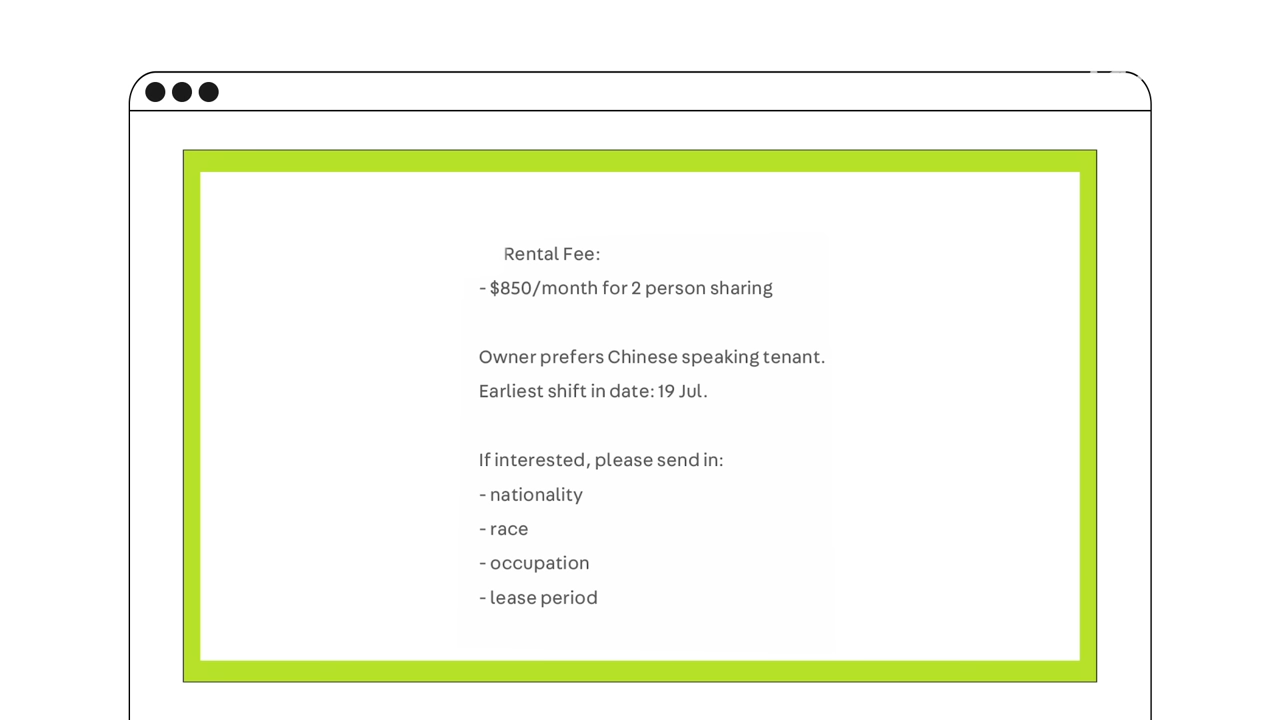 Rental Fee:
- $850/month for 2 person sharing
Owner prefers Chinese speaking tenant.
Earliest shift in date: 19 Jul.
If interested, please send in:
- nationality
- race
- occupation
- lease period